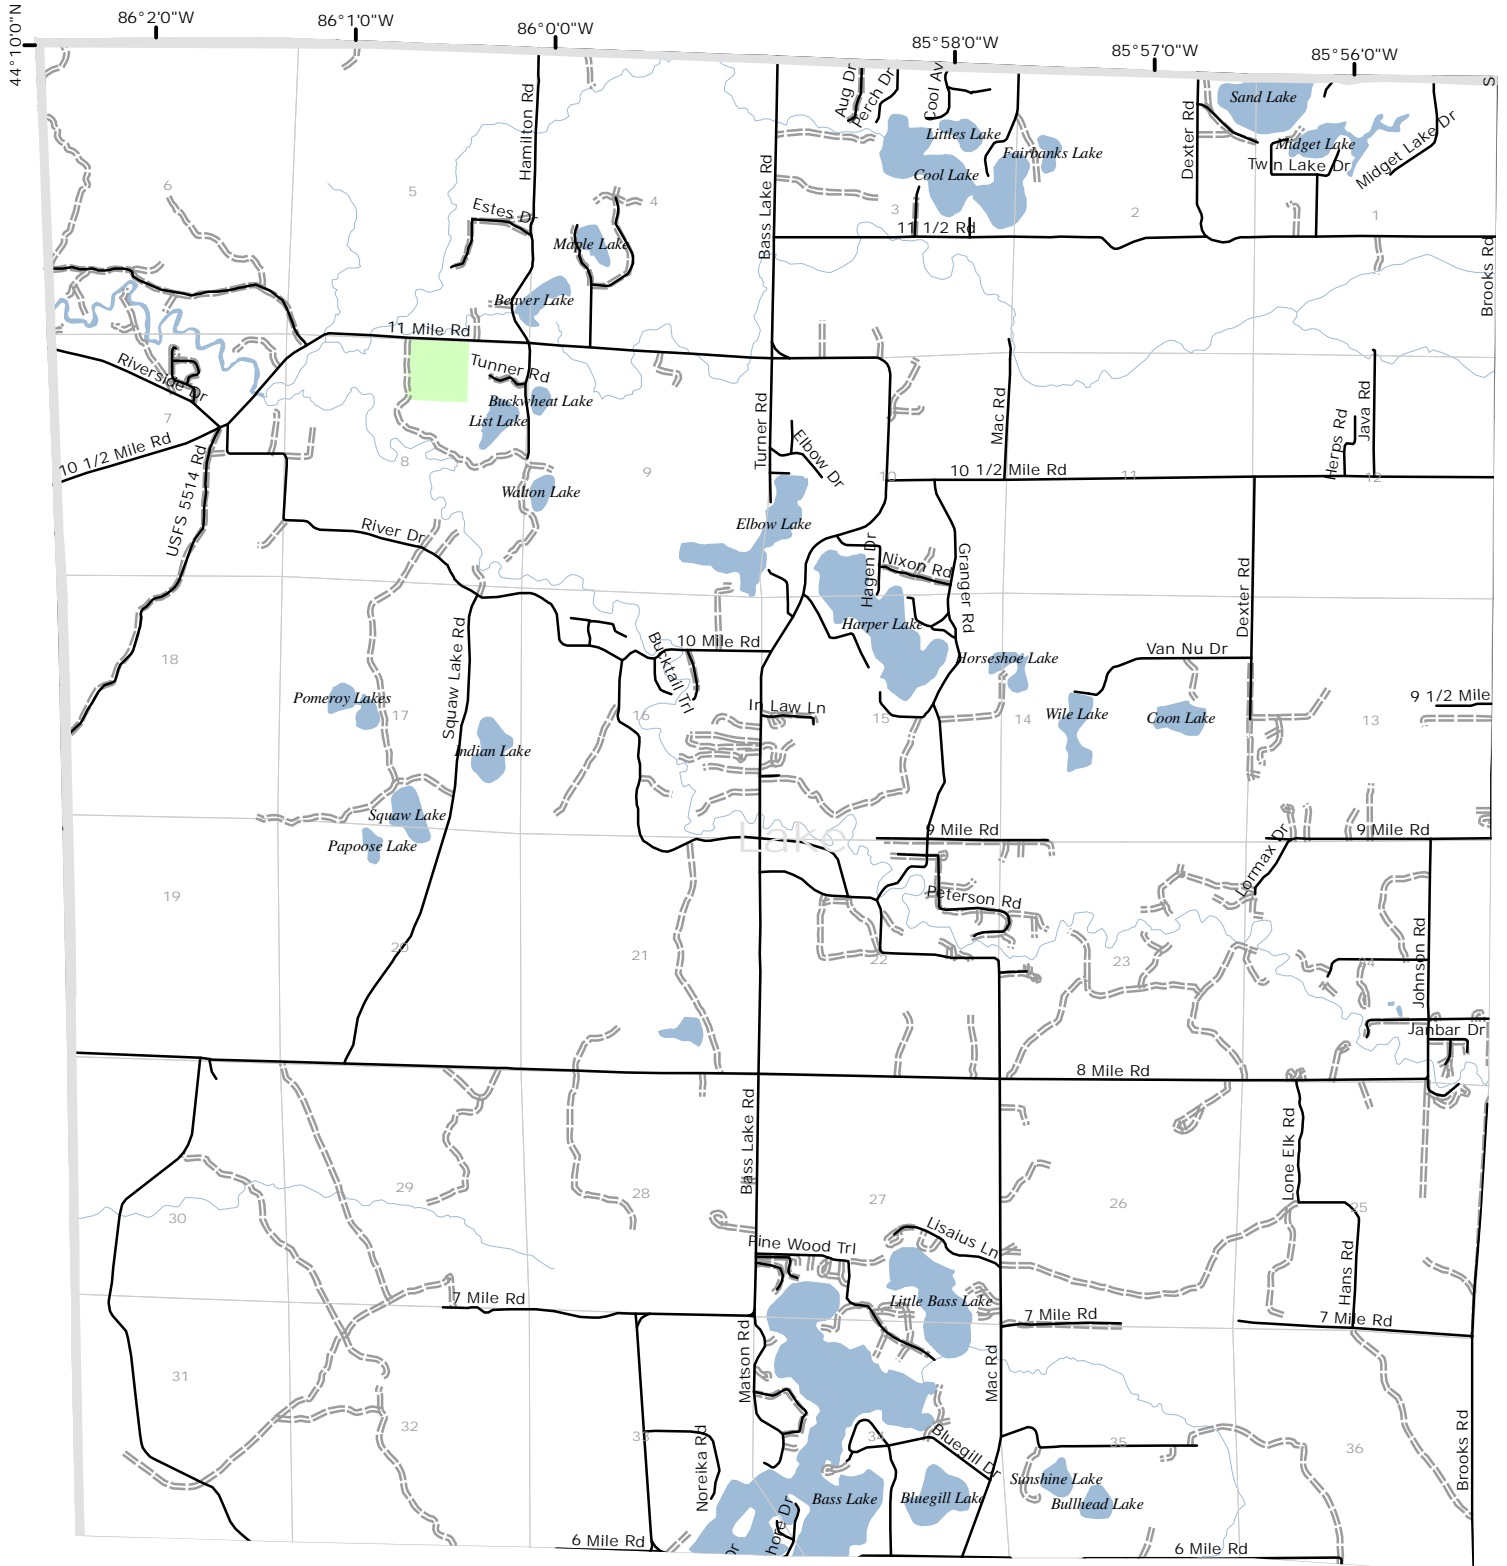 86°2'0"W
86°1'0"W
86°0'0"W
85°58'0"W
85°57'0"W
85°56'0"W
44°10'0"N
S
Hamilton Rd
Aug Dr
Perch Dr
Cool Av
Dexter Rd
Sand Lake
Littles Lake
Fairbanks Lake
Midget Lake
Midget Lake Dr
Twin Lake Dr
Cool Lake
6
5
4
3
2
1
Estes Dr
Bass Lake Rd
11 1/2 Rd
Maple Lake
Brooks Rd
Beaver Lake
11 Mile Rd
Riverside Dr
Tunner Rd
Buckwheat Lake
List Lake
Turner Rd
Mac Rd
Java Rd
Herps Rd
7
10 1/2 Mile Rd
8
9
Elbow Dr
10
10 1/2 Mile Rd
11
12
USFS 5514 Rd
Walton Lake
River Dr
Elbow Lake
Hagen Dr
Nixon Rd
Granger Rd
Dexter Rd
Harper Lake
Squaw Lake Rd
Bucktail Trl
10 Mile Rd
Horseshoe Lake
Van Nu Dr
18
Pomeroy Lakes
17
16
In Law Ln
15
14
Wile Lake
Coon Lake
13
9 1/2 Mile
Indian Lake
Squaw Lake
Papoose Lake
Lake
9 Mile Rd
9 Mile Rd
Lormax Dr
19
Peterson Rd
20
21
22
23
24
Johnson Rd
Janbar Dr
8 Mile Rd
Bass Lake Rd
Lone Elk Rd
29
28
27
26
25
30
Lisaius Ln
Pine Wood Trl
Hans Rd
7 Mile Rd
Little Bass Lake
7 Mile Rd
7 Mile Rd
Matson Rd
Mac Rd
31
32
33
34
35
36
Noreika Rd
Bluegill Dr
Brooks Rd
Sunshine Lake
Bass Lake
Bluegill Lake
Bullhead Lake
hore Dr
Dr
6 Mile Rd
6 Mile Rd